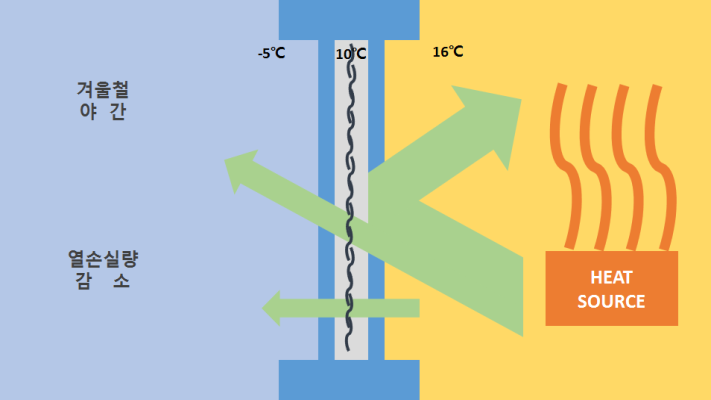 -5℃
10℃
16℃
겨울철
야 간
열손실량
감 소
HEAT
SOURCE